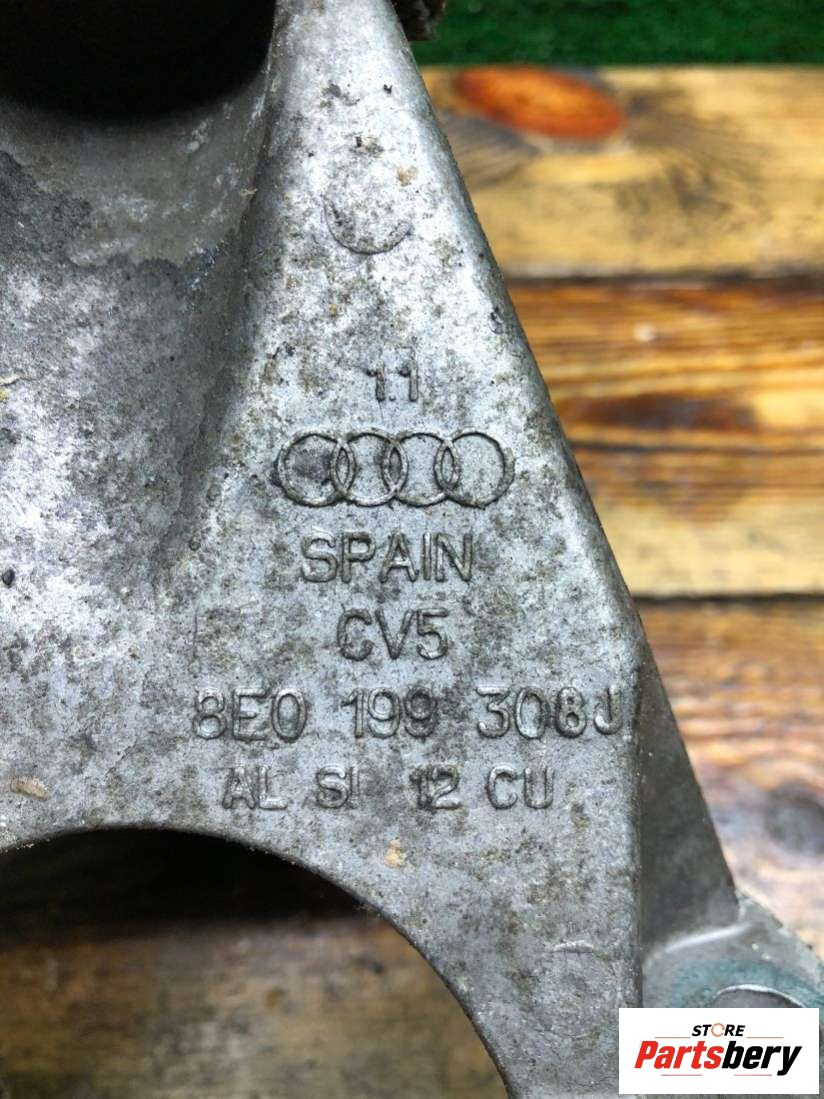 11
SPAIN
CV5
8E0 199 308J
AL SI 12 CU
STORE
Partsbery